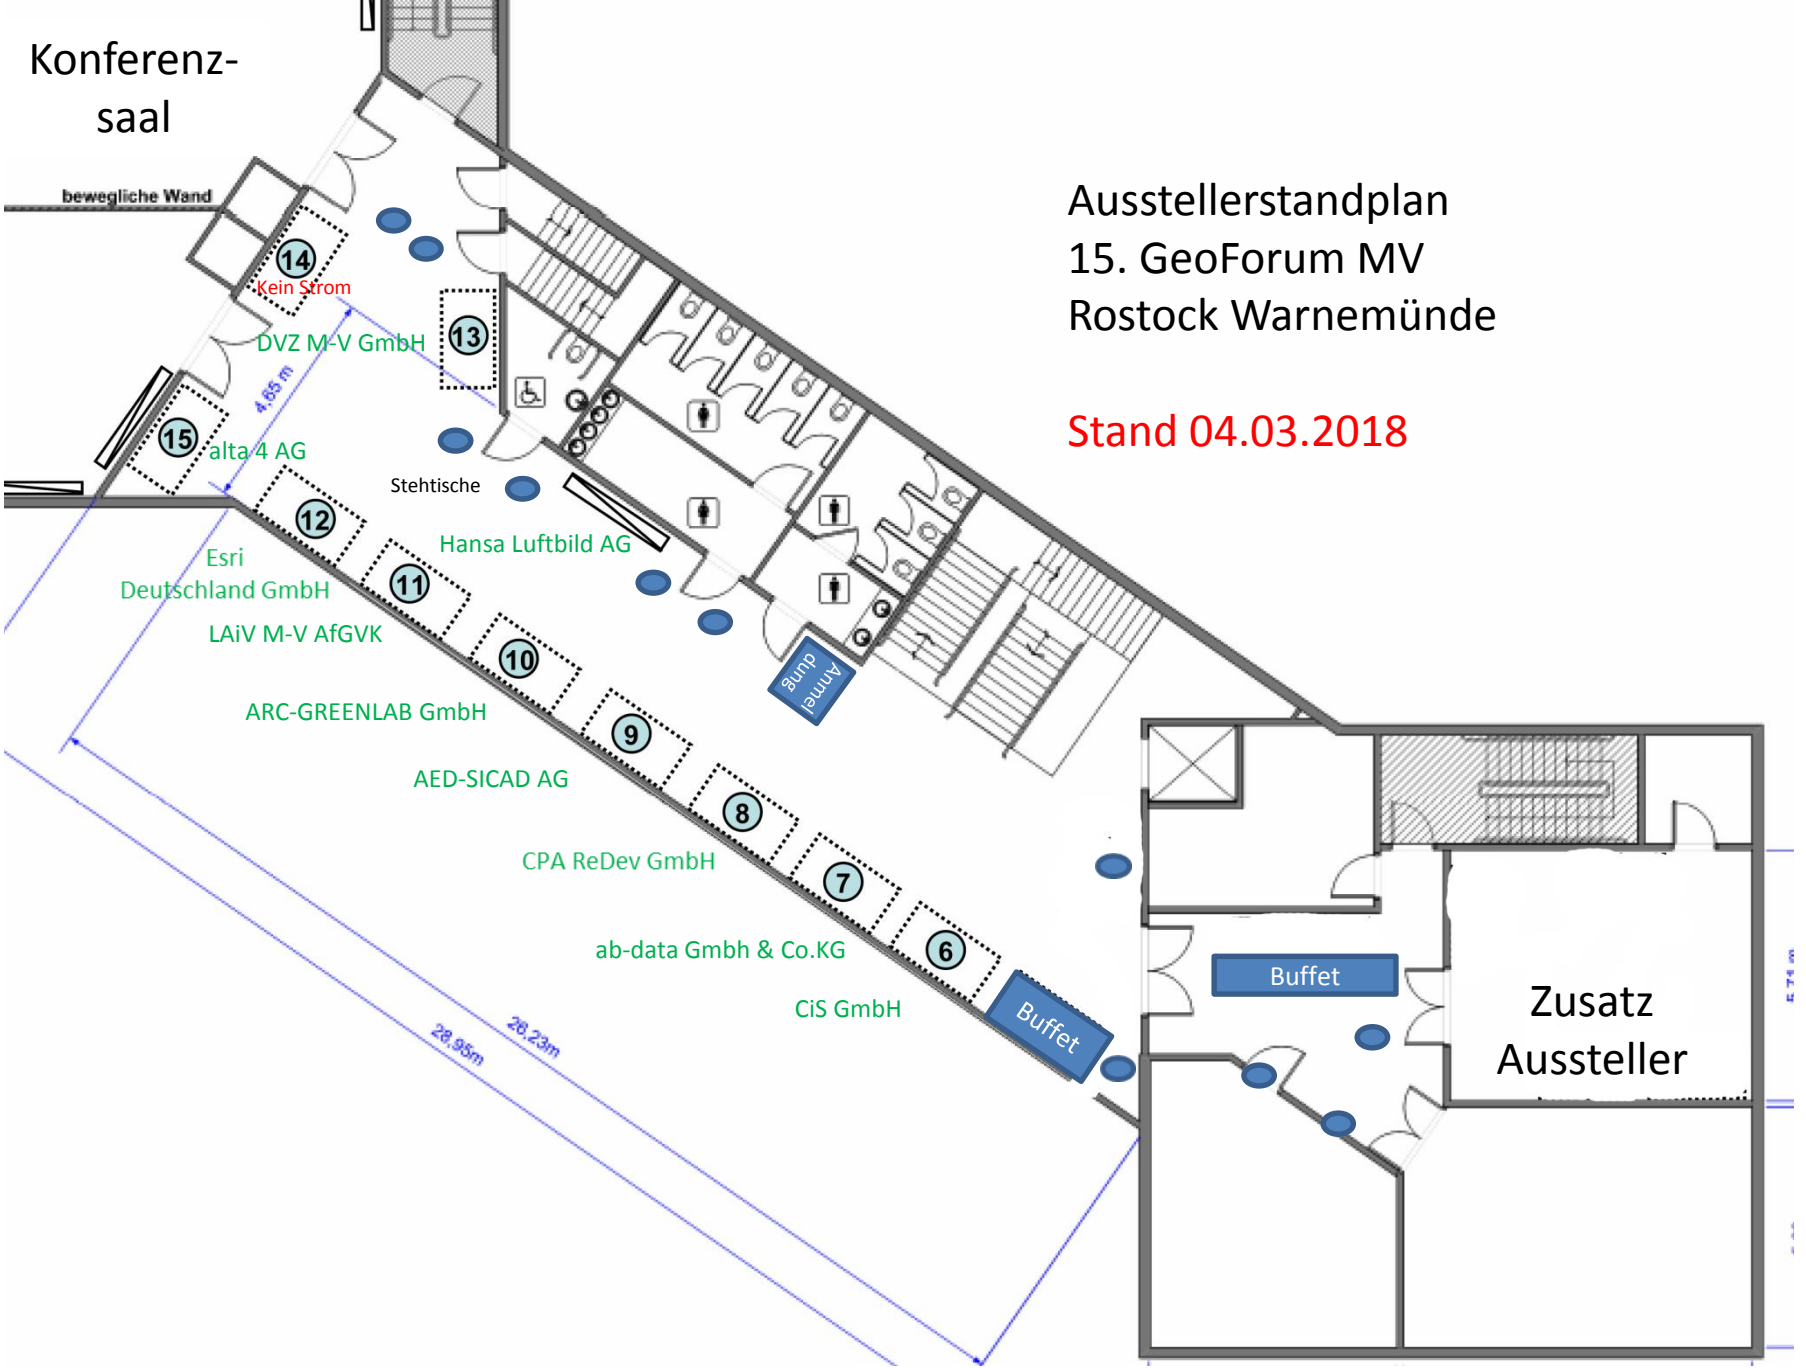 Konferenz-
saal
bewegliche Wand
Ausstellerstandplan
15. GeoForum MV
Rostock Warnemünde
Stand 04.03.2018
14
Kein Strom
13
DVZ M-V GmbH
4,65 m
15
alta 4 AG
Stehtische
12
Hansa Luftbild AG
Esri
Deutschland GmbH
11
LAiV M-V AfGVK
10
Anmel
dung
ARC-GREENLAB GmbH
9
AED-SICAD AG
8
CPA ReDev GmbH
7
ab-data Gmbh & Co.KG
6
CiS GmbH
Buffet
Buffet
Zusatz
Aussteller
5,71 m
26,23m
28,95m